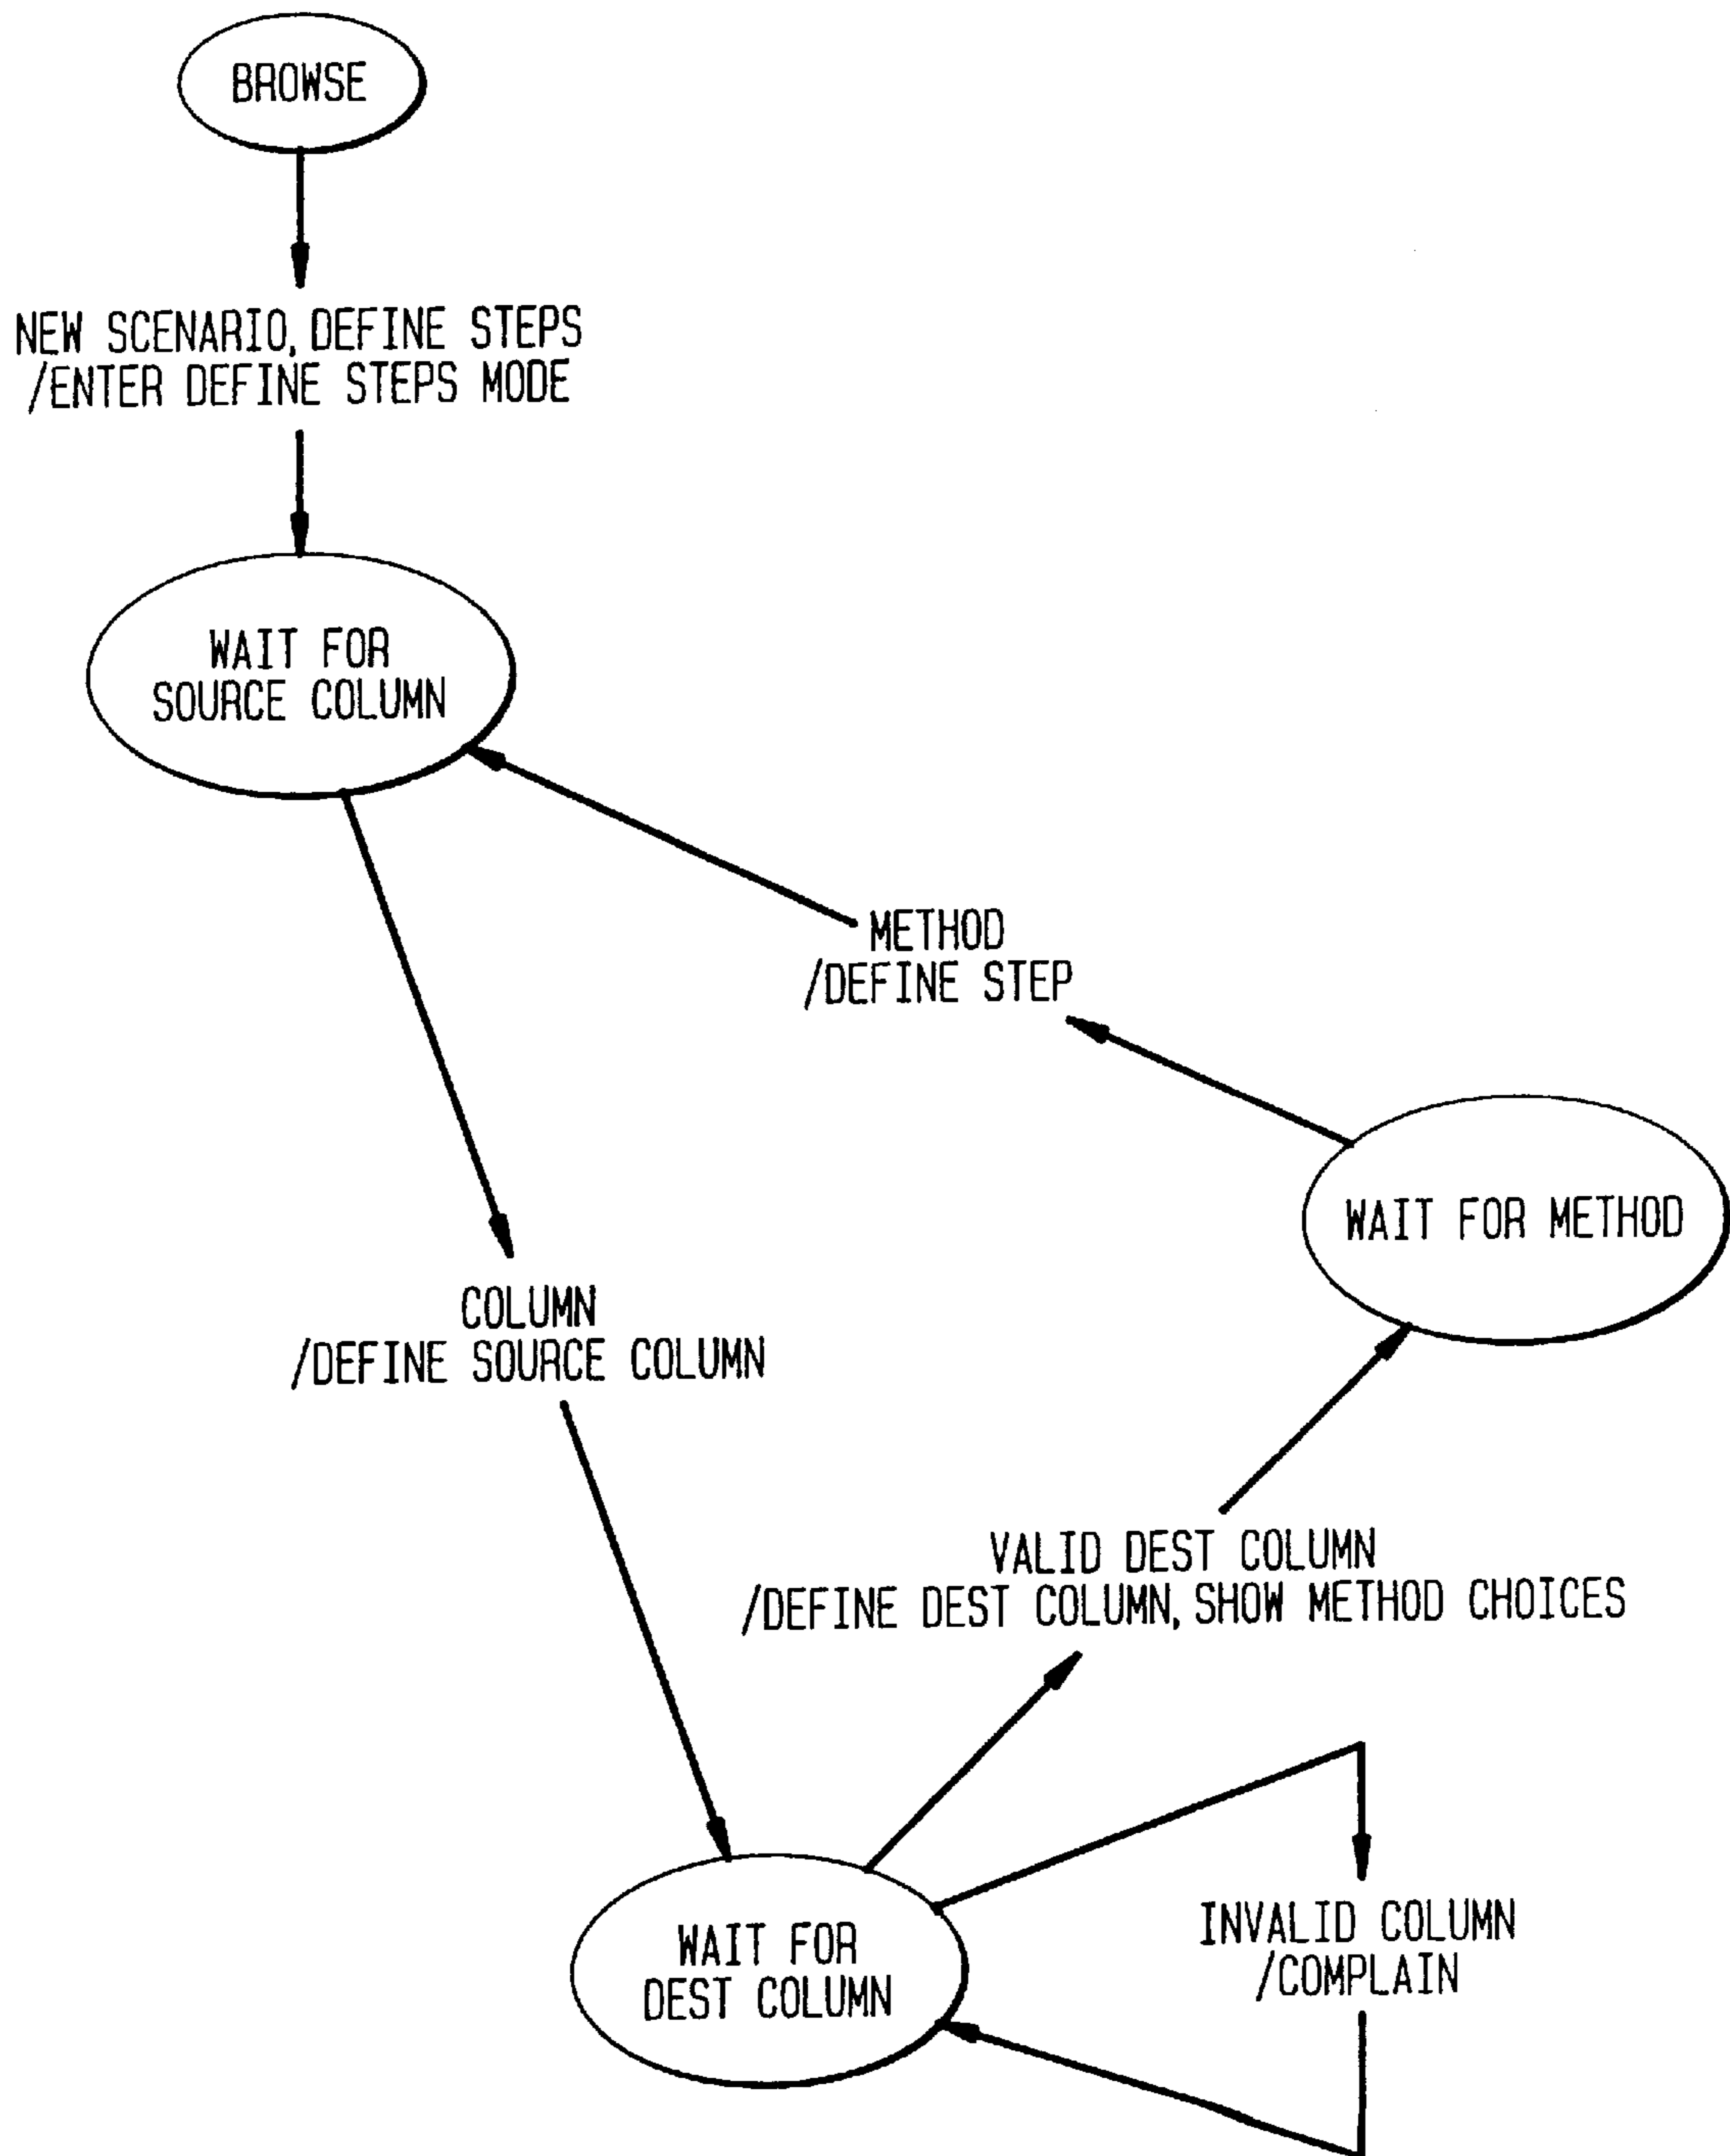 BROWSE
NEW SCENARIO, DEFINE STEPS
/ENTER DEFINE STEPS MODE
WAIT FOR
SOURCE COLUMN
METHOD
/DEFINE STEP
WAIT FOR METHOD
COLUMN
/DEFINE SOURCE COLUMN
VALID DEST COLUMN
/DEFINE DEST COLUMN, SHOW METHOD CHOICES
WAIT FOR
DEST COLUMN
INVALID COLUMN
/COMPLAIN